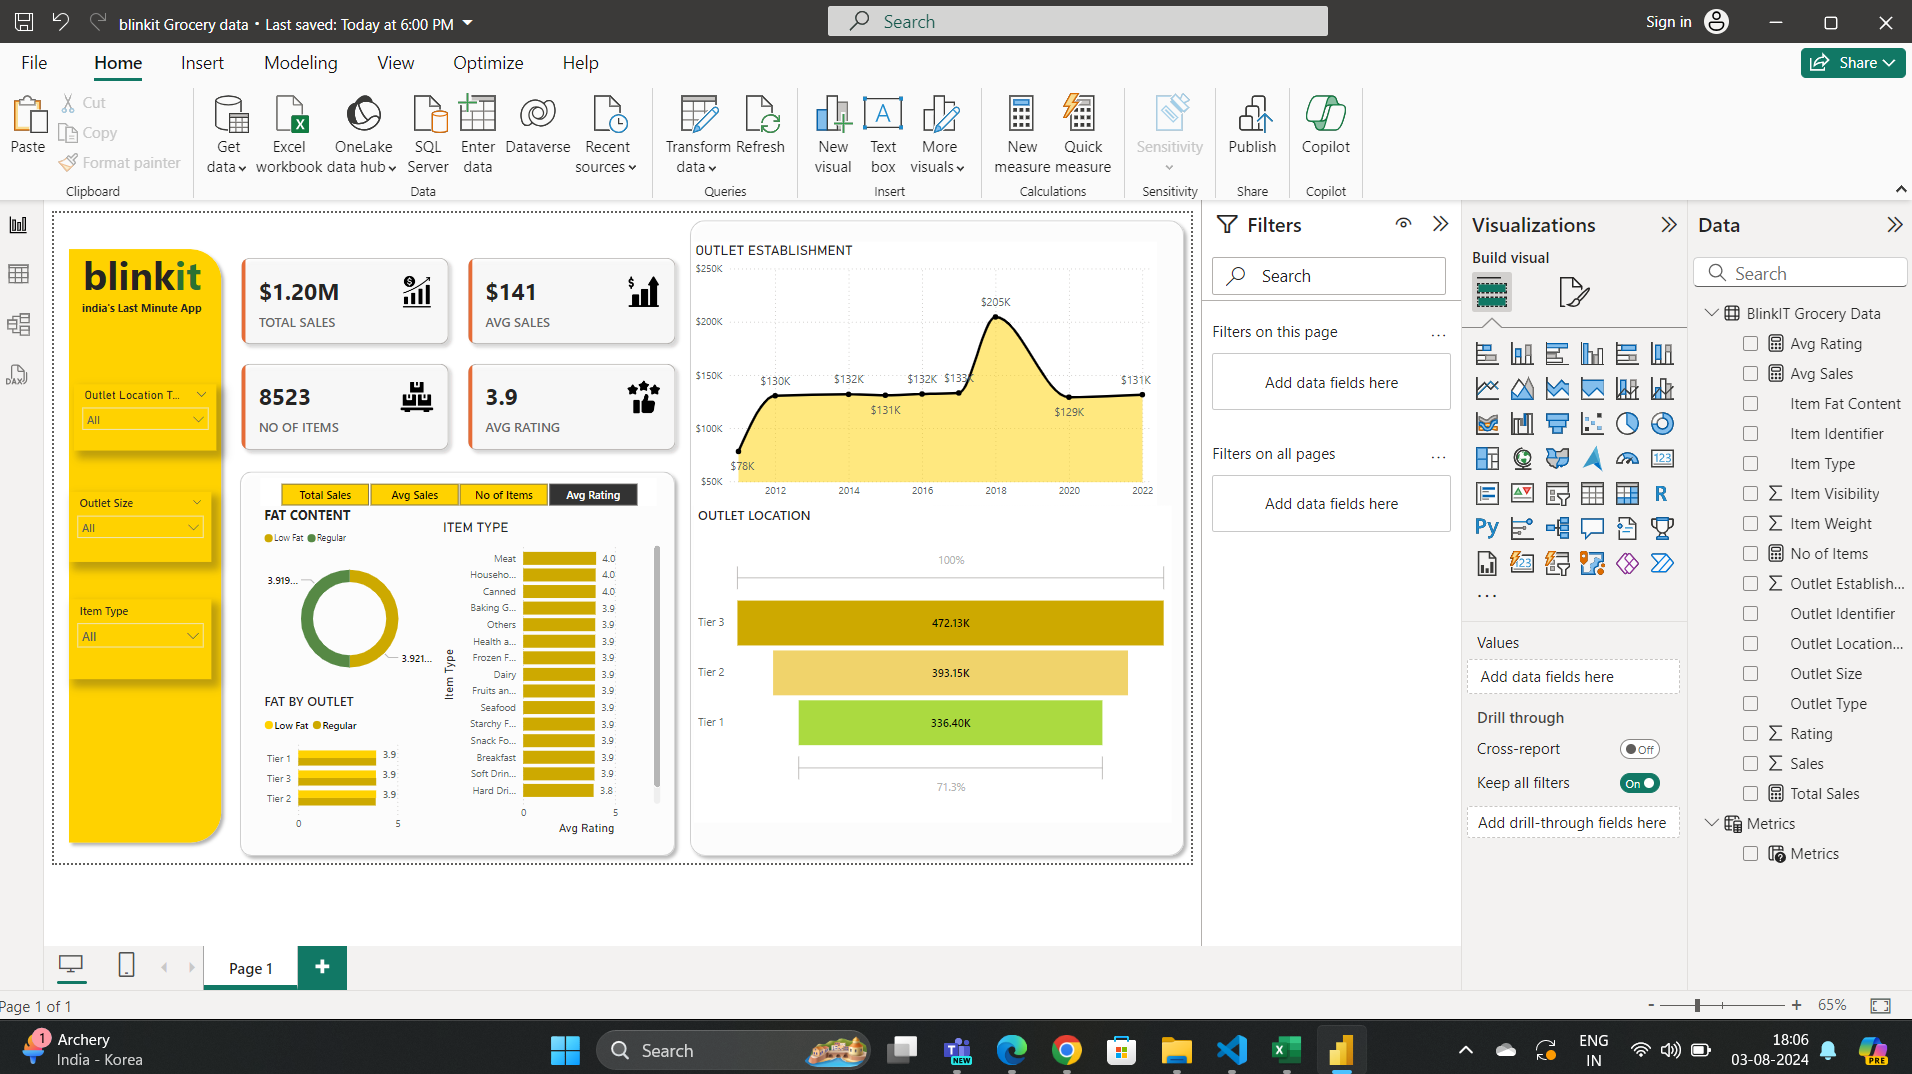 blinkit Grocery data • Last saved: Today at 6:00 PM
Search
Sign in
File
Home
Insert
Modeling
View
Optimize
Help
Share
Paste
Cut
Copy
Format painter
Clipboard
Get data
Excel workbook
OneLake data hub
SQL Server
Enter data
Dataverse
Recent sources
Data
Transform data
Refresh
Queries
New visual
Text box
More visuals
Insert
New measure
Quick measure
Calculations
Sensitivity
Sensitivity
Publish
Share
Copilot
Copilot
blinkit
india's Last Minute App
Outlet Location T...
All
Outlet Size
All
Item Type
All
$1.20M
TOTAL SALES
$141
AVG SALES
8523
NO OF ITEMS
3.9
AVG RATING
Total Sales
Avg Sales
No of Items
Avg Rating
FAT CONTENT
Low Fat
Regular
3.919...
3.921...
FAT BY OUTLET
Low Fat
Regular
Tier 1
3.9
Tier 3
3.9
Tier 2
3.9
0
5
ITEM TYPE
Item Type
Meat
4.0
Househo...
4.0
Canned
4.0
Baking G...
3.9
Others
3.9
Health a...
3.9
Frozen F...
3.9
Dairy
3.9
Fruits an...
3.9
Seafood
3.9
Starchy F...
3.9
Snack Fo...
3.9
Breakfast
3.9
Soft Drin...
3.9
Hard Dri...
3.8
0
5
Avg Rating
OUTLET ESTABLISHMENT
$250K
$200K
$150K
$100K
$50K
$78K
$130K
$132K
$131K
$132K
$133K
$205K
$129K
$131K
2012
2014
2016
2018
2020
2022
OUTLET LOCATION
100%
Tier 3
472.13K
Tier 2
393.15K
Tier 1
336.40K
71.3%
Filters
Search
Filters on this page
...
Add data fields here
Filters on all pages
...
Add data fields here
Visualizations
Build visual
123
R
Py
123
...
Values
Add data fields here
Drill through
Cross-report
Off
Keep all filters
On
Add drill-through fields here
Data
Search
BlinkIT Grocery Data
Avg Rating
Avg Sales
Item Fat Content
Item Identifier
Item Type
Item Visibility
Item Weight
No of Items
Outlet Establish...
Outlet Identifier
Outlet Location...
Outlet Size
Outlet Type
Rating
Sales
Total Sales
Metrics
Metrics
DAX
Page 1
+
Page 1 of 1
- + 65%
1
Archery
India - Korea
Search
NEW
ENG
IN
18:06
03-08-2024
PRE